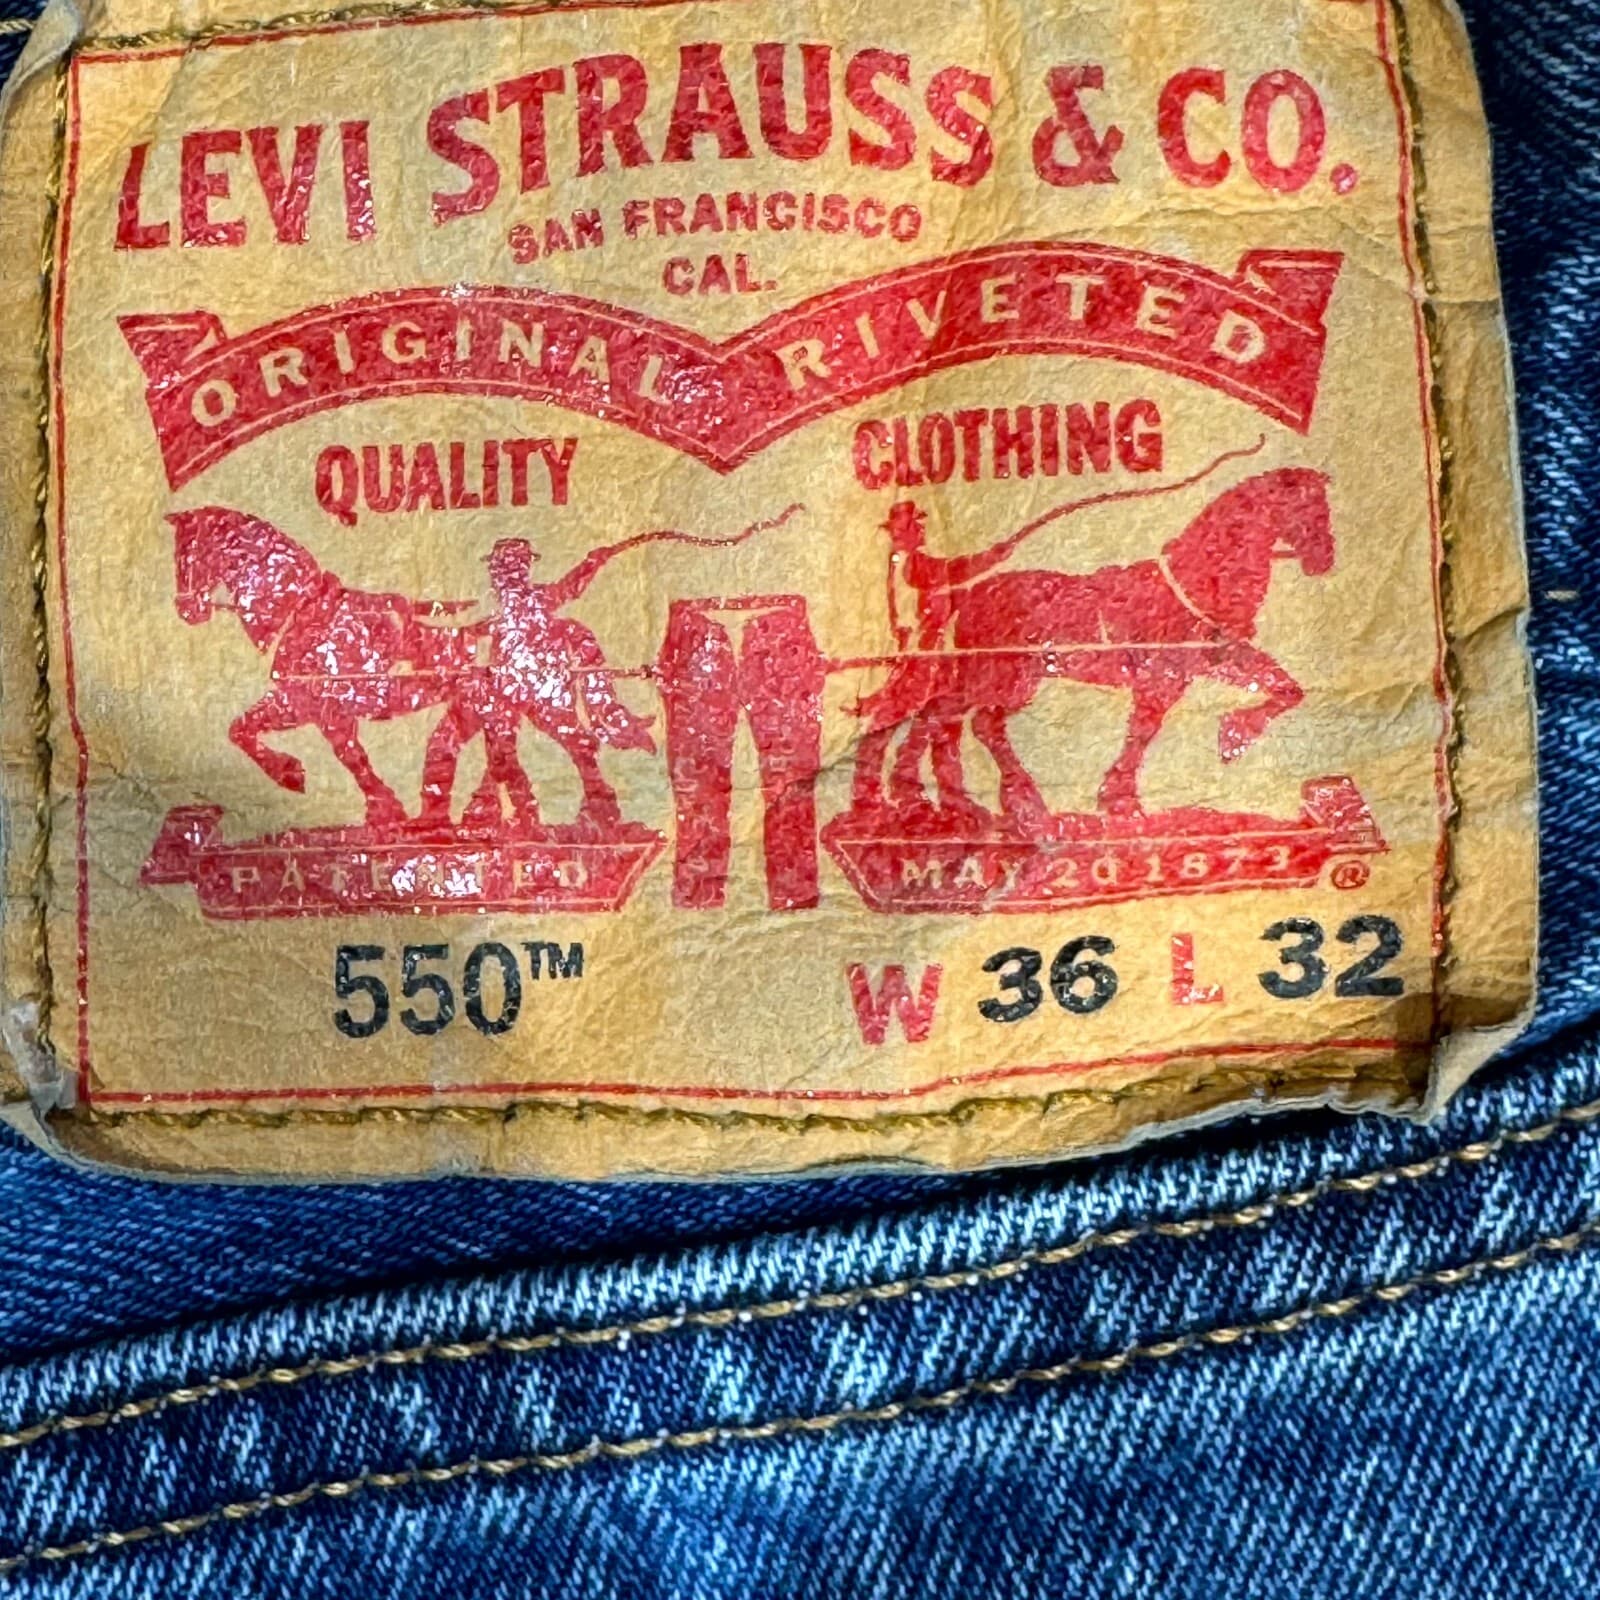 LEVI STRAUSS & CO.
SAN FRANCISCO
CAL.
ORIGINAL RIVETED
QUALITY CLOTHING
PATENTED MAY 20 1873 ®
550™ W 36 L 32